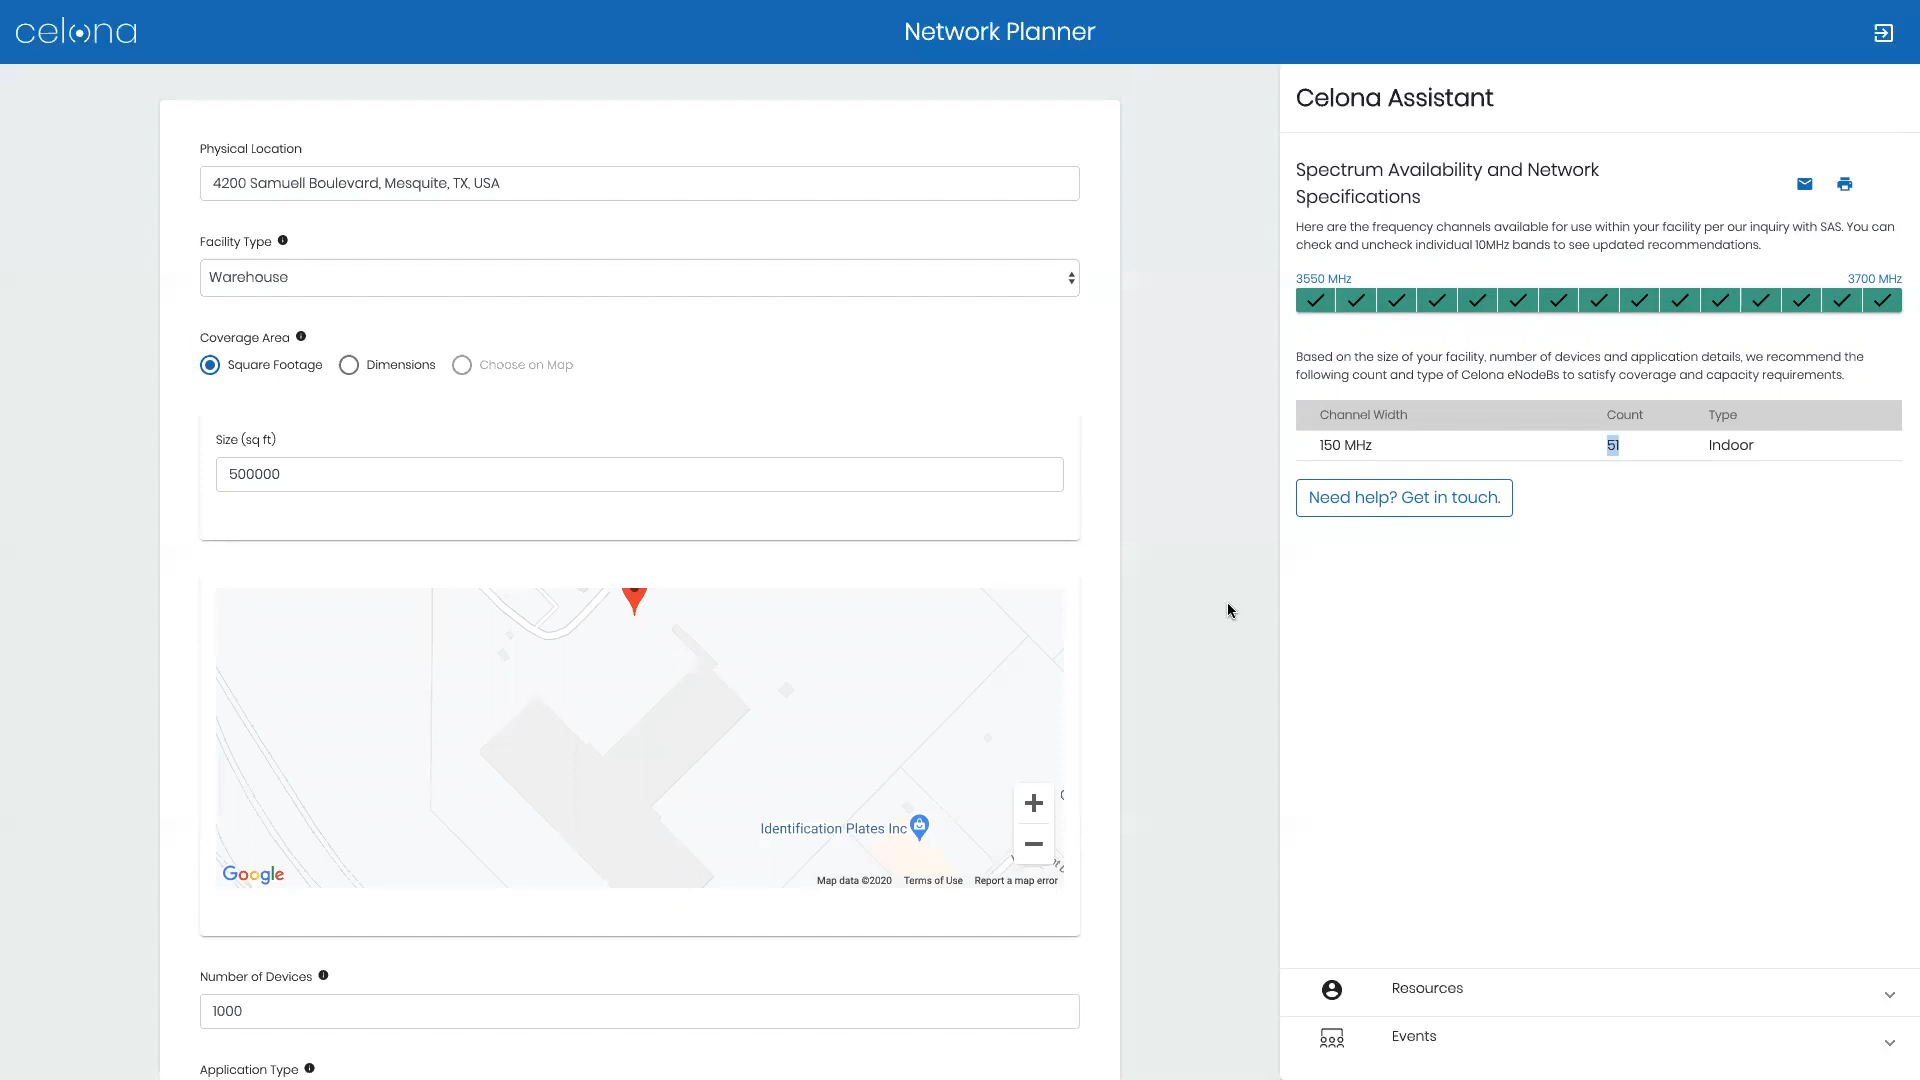 celona
Network Planner
Physical Location
4200 Samuell Boulevard, Mesquite, TX, USA
Facility Type
Warehouse
Coverage Area
Square Footage
Dimensions
Choose on Map
Size (sq ft)
500000
Identification Plates Inc
Google
Map data ©2020
Terms of Use
Report a map error
Number of Devices
1000
Application Type
Celona Assistant
Spectrum Availability and Network
Specifications
Here are the frequency channels available for use within your facility per our inquiry with SAS. You can
check and uncheck individual 10MHz bands to see updated recommendations.
3550 MHz
3700 MHz
Based on the size of your facility, number of devices and application details, we recommend the
following count and type of Celona eNodeBs to satisfy coverage and capacity requirements.
Channel Width Count Type
150 MHz 51 Indoor
Need help? Get in touch.
Resources
Events